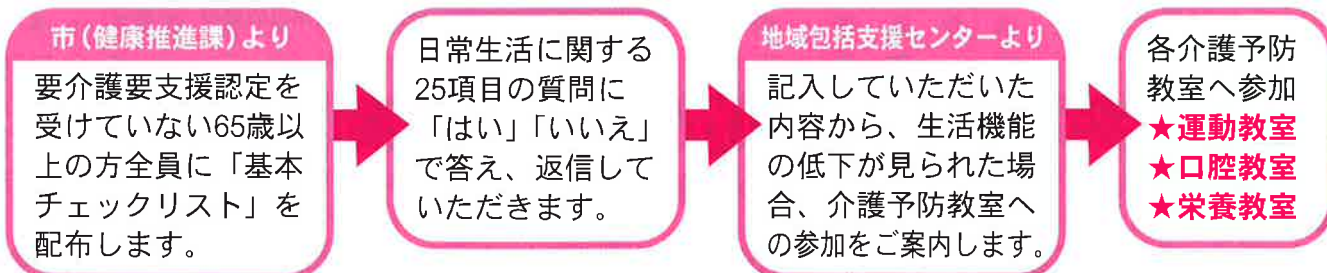 市(健康推進課)より
要介護要支援認定を
受けていない65歳以
上の方全員に「基本
チェックリスト」を
配布します。
日常生活に関する
25項目の質問に
「はい」「いいえ」
で答え、返信して
いただきます。
地域包括支援センターより
記入していただいた
内容から、生活機能
の低下が見られた場
合、介護予防教室へ
の参加をご案内します。
各介護予防
教室へ参加
★運動教室
★口腔教室
★栄養教室